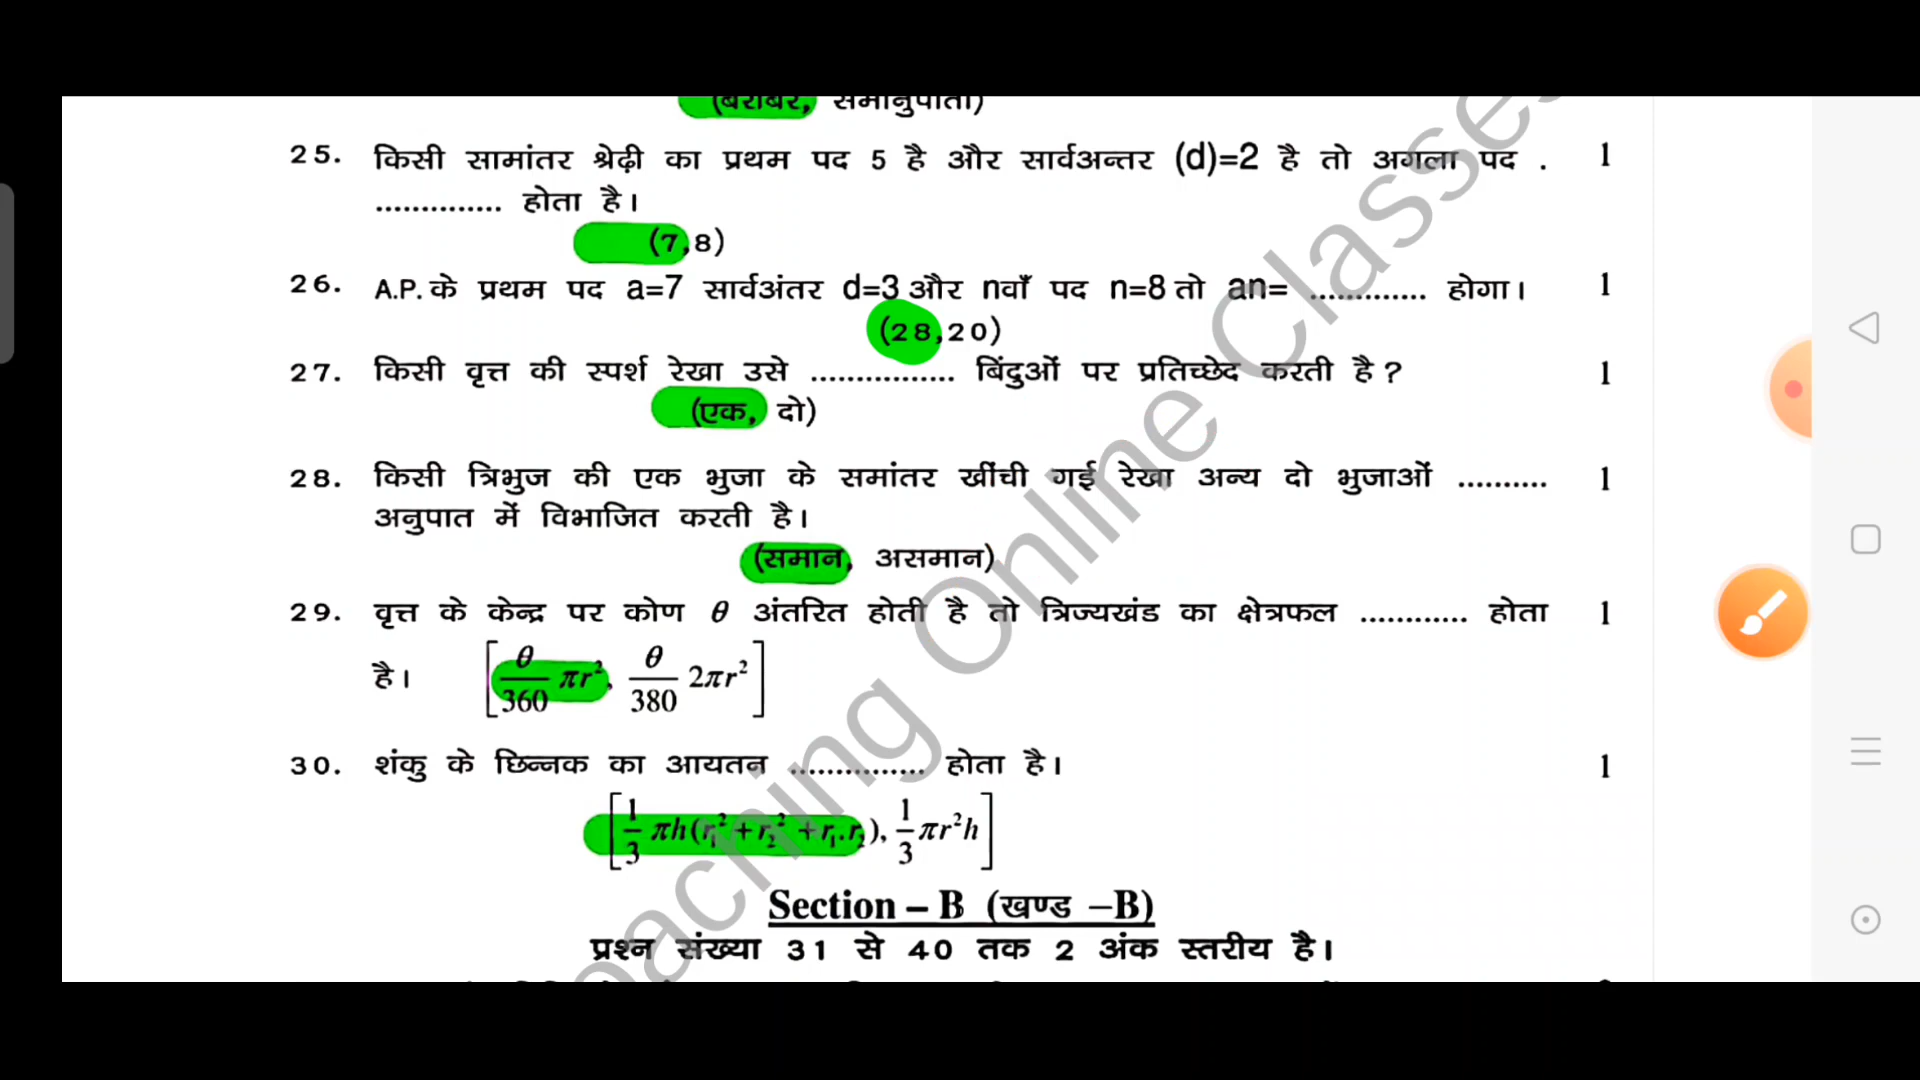 (बराबर, समानुपाती)
25. किसी सामांतर श्रेढ़ी का प्रथम पद 5 है और सार्वअन्तर (d)=2 है तो अगला पद . 1
.............. होता है।
(7,8)
26. A.P. के प्रथम पद a=7 सार्वअंतर d=3 और nवाँ पद n=8 तो an= ............. होगा। 1
(28,20)
27. किसी वृत्त की स्पर्श रेखा उसे ................ बिंदुओं पर प्रतिच्छेद करती है ? 1
(एक, दो)
28. किसी त्रिभुज की एक भुजा के समांतर खींची गई रेखा अन्य दो भुजाओं .......... 1
अनुपात में विभाजित करती है।
(समान, असमान)
29. वृत्त के केन्द्र पर कोण θ अंतरित होती है तो त्रिज्यखंड का क्षेत्रफल ............ होता 1
है। [θ/360 πr², θ/380 2πr²]
30. शंकु के छिन्नक का आयतन ............... होता है। 1
[1/3 πh(r₁²+r₂²+r₁.r₂), 1/3 πr²h]
Section – B (खण्ड –B)
प्रश्न संख्या 31 से 40 तक 2 अंक स्तरीय है।
oaching Online Classes